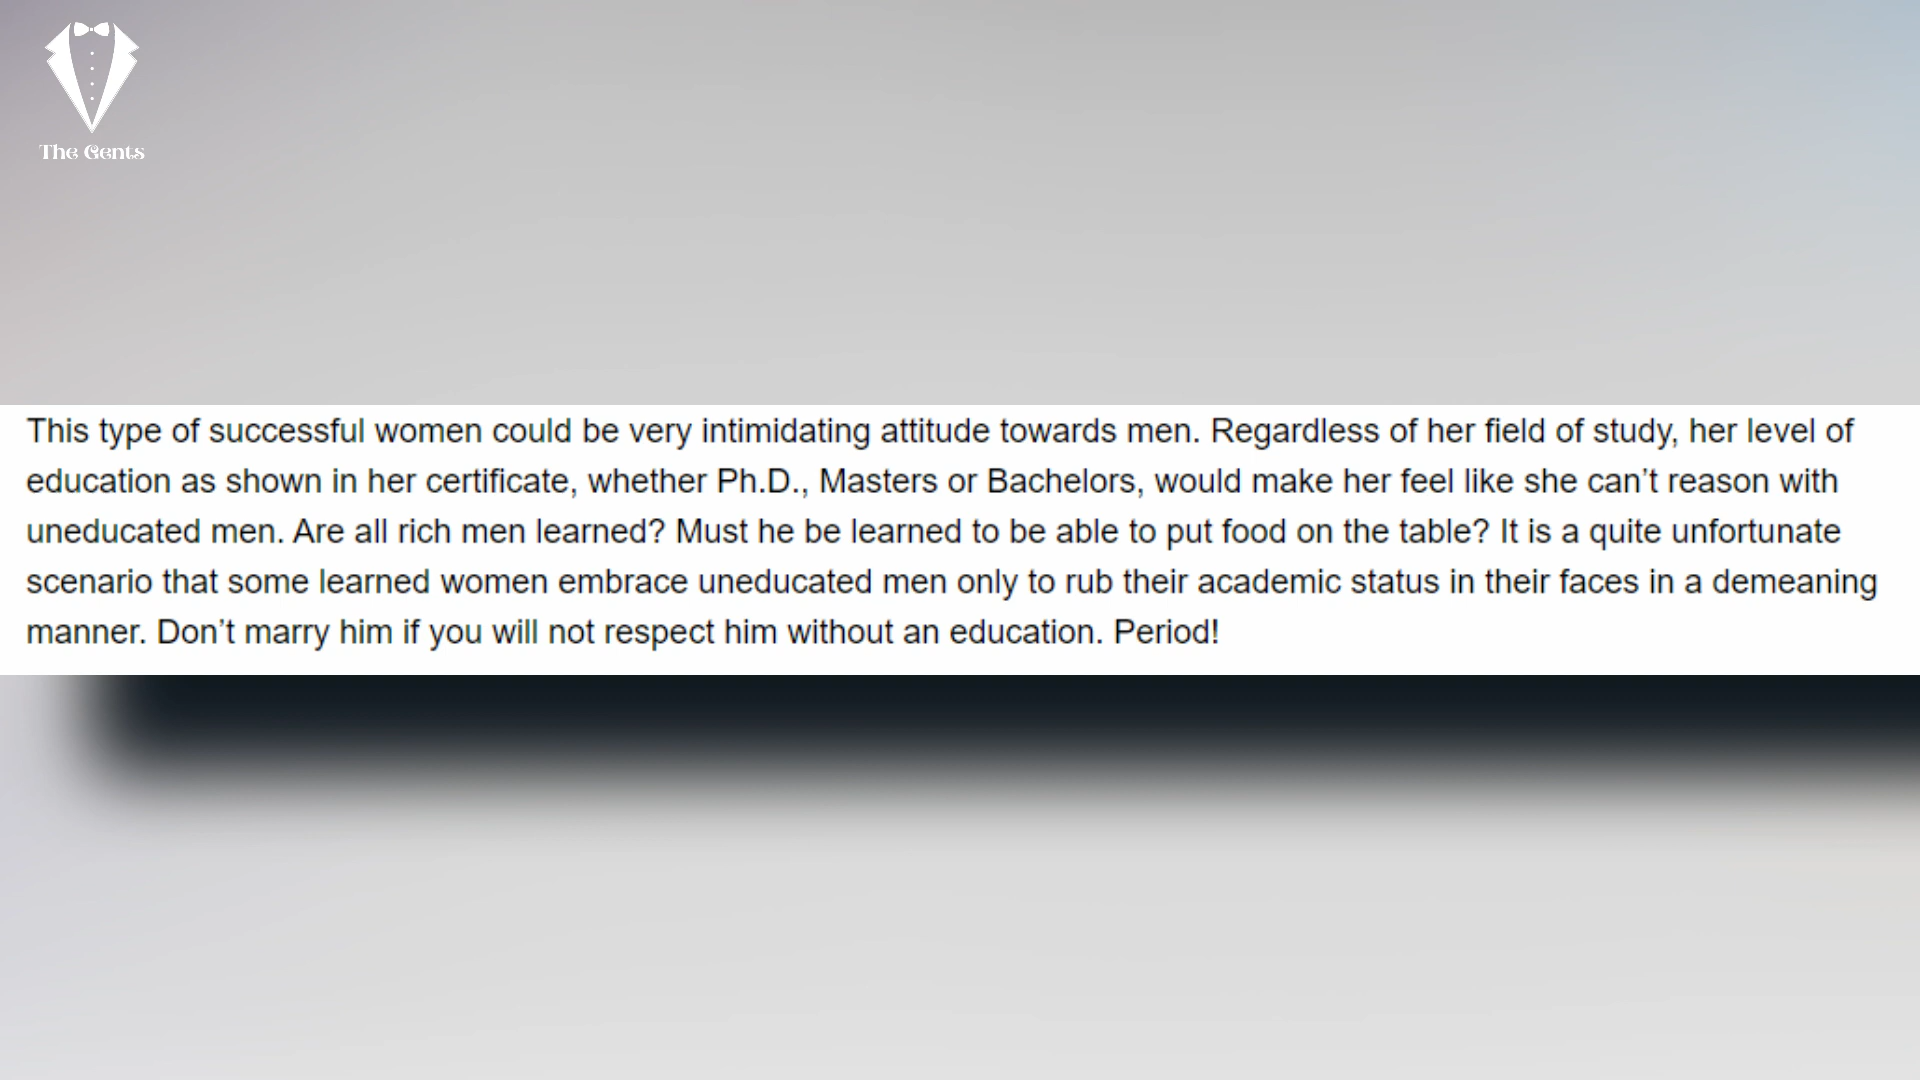 The Gents
This type of successful women could be very intimidating attitude towards men. Regardless of her field of study, her level of
education as shown in her certificate, whether Ph.D., Masters or Bachelors, would make her feel like she can’t reason with
uneducated men. Are all rich men learned? Must he be learned to be able to put food on the table? It is a quite unfortunate
scenario that some learned women embrace uneducated men only to rub their academic status in their faces in a demeaning
manner. Don’t marry him if you will not respect him without an education. Period!